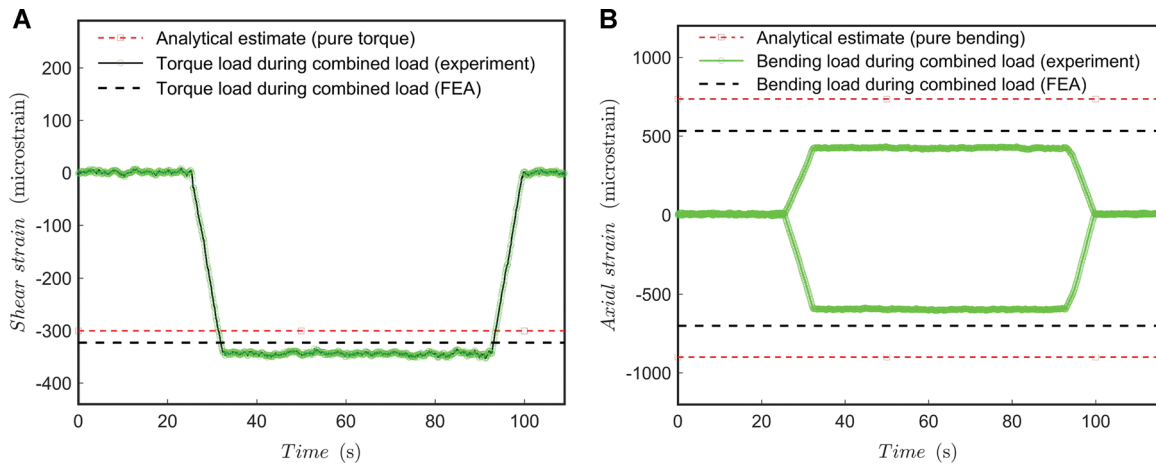 A
Analytical estimate (pure torque)
Torque load during combined load (experiment)
Torque load during combined load (FEA)
200
100
0
-100
-200
-300
-400
Shear strain (microstrain)
0 20 40 60 80 100
Time (s)
B
Analytical estimate (pure bending)
Bending load during combined load (experiment)
Bending load during combined load (FEA)
1000
500
0
-500
-1000
Axial strain (microstrain)
0 20 40 60 80 100
Time (s)